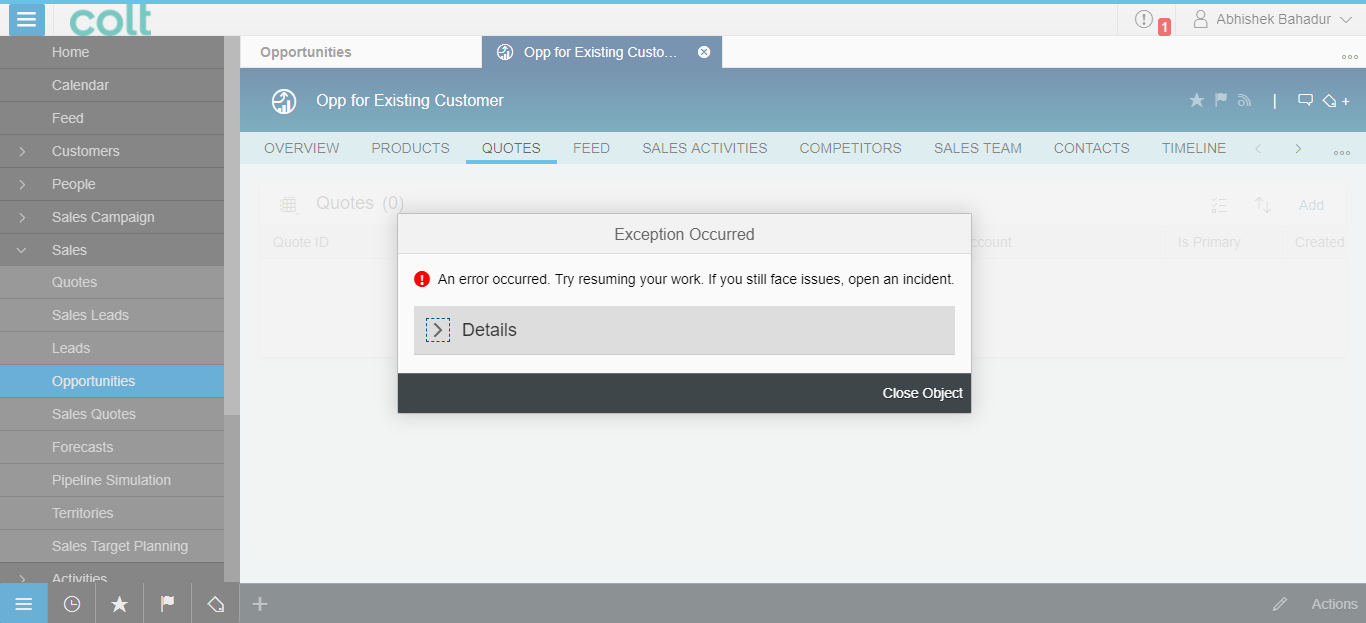 colt
1
Abhishek Bahadur
Home
Calendar
Feed
Customers
People
Sales Campaign
Sales
Quotes
Sales Leads
Leads
Opportunities
Sales Quotes
Forecasts
Pipeline Simulation
Territories
Sales Target Planning
Activities
Opportunities
Opp for Existing Custo...
Opp for Existing Customer
OVERVIEW PRODUCTS QUOTES FEED SALES ACTIVITIES COMPETITORS SALES TEAM CONTACTS TIMELINE
Quotes (0)
Add
Quote ID
ccount
Is Primary
Created
Exception Occurred
An error occurred. Try resuming your work. If you still face issues, open an incident.
Details
Close Object
Actions